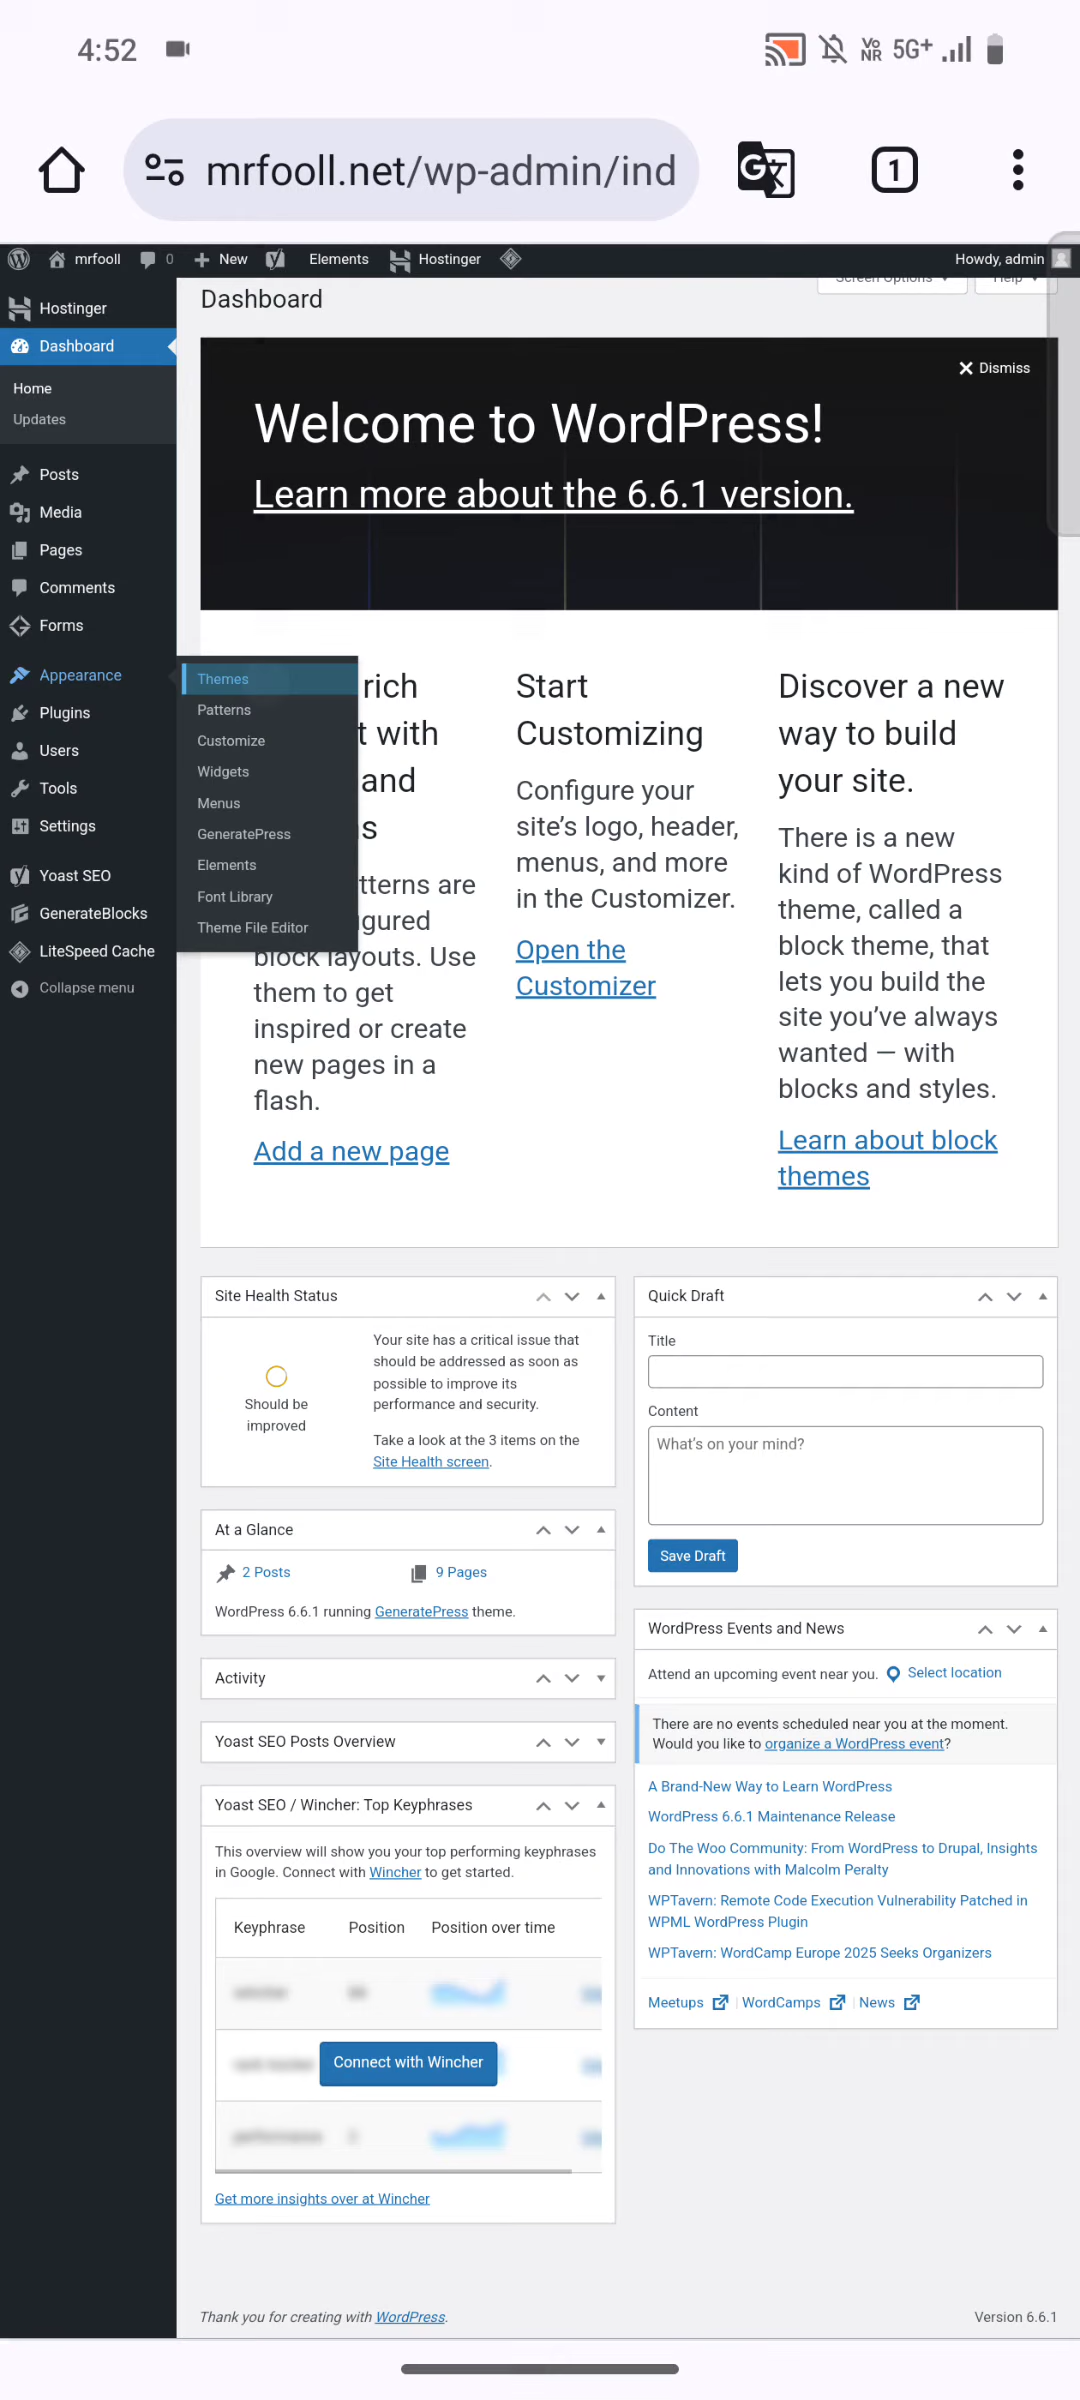 4:52
Vo
NR
5G+
mrfooll.net/wp-admin/ind
G
1
mrfooll
0
New
Elements
Hostinger
Howdy, admin
Hostinger
Dashboard
Home
Updates
Posts
Media
Pages
Comments
Forms
Appearance
Plugins
Users
Tools
Settings
Yoast SEO
GenerateBlocks
LiteSpeed Cache
Collapse menu
Themes
Patterns
Customize
Widgets
Menus
GeneratePress
Elements
Font Library
Theme File Editor
Dashboard
Screen Options
Help
Dismiss
Welcome to WordPress!
Learn more about the 6.6.1 version.
rich
t with
and
s
tterns are
igured
block layouts. Use
them to get
inspired or create
new pages in a
flash.
Add a new page
Start
Customizing
Configure your
site's logo, header,
menus, and more
in the Customizer.
Open the
Customizer
Discover a new
way to build
your site.
There is a new
kind of WordPress
theme, called a
block theme, that
lets you build the
site you've always
wanted — with
blocks and styles.
Learn about block
themes
Site Health Status
Should be
improved
Your site has a critical issue that
should be addressed as soon as
possible to improve its
performance and security.
Take a look at the 3 items on the
Site Health screen.
At a Glance
2 Posts
9 Pages
WordPress 6.6.1 running GeneratePress theme.
Activity
Yoast SEO Posts Overview
Yoast SEO / Wincher: Top Keyphrases
This overview will show you your top performing keyphrases
in Google. Connect with Wincher to get started.
Keyphrase Position Position over time
Connect with Wincher
Get more insights over at Wincher
Quick Draft
Title
Content
What's on your mind?
Save Draft
WordPress Events and News
Attend an upcoming event near you. Select location
There are no events scheduled near you at the moment.
Would you like to organize a WordPress event?
A Brand-New Way to Learn WordPress
WordPress 6.6.1 Maintenance Release
Do The Woo Community: From WordPress to Drupal, Insights
and Innovations with Malcolm Peralty
WPTavern: Remote Code Execution Vulnerability Patched in
WPML WordPress Plugin
WPTavern: WordCamp Europe 2025 Seeks Organizers
Meetups | WordCamps | News
Thank you for creating with WordPress.
Version 6.6.1